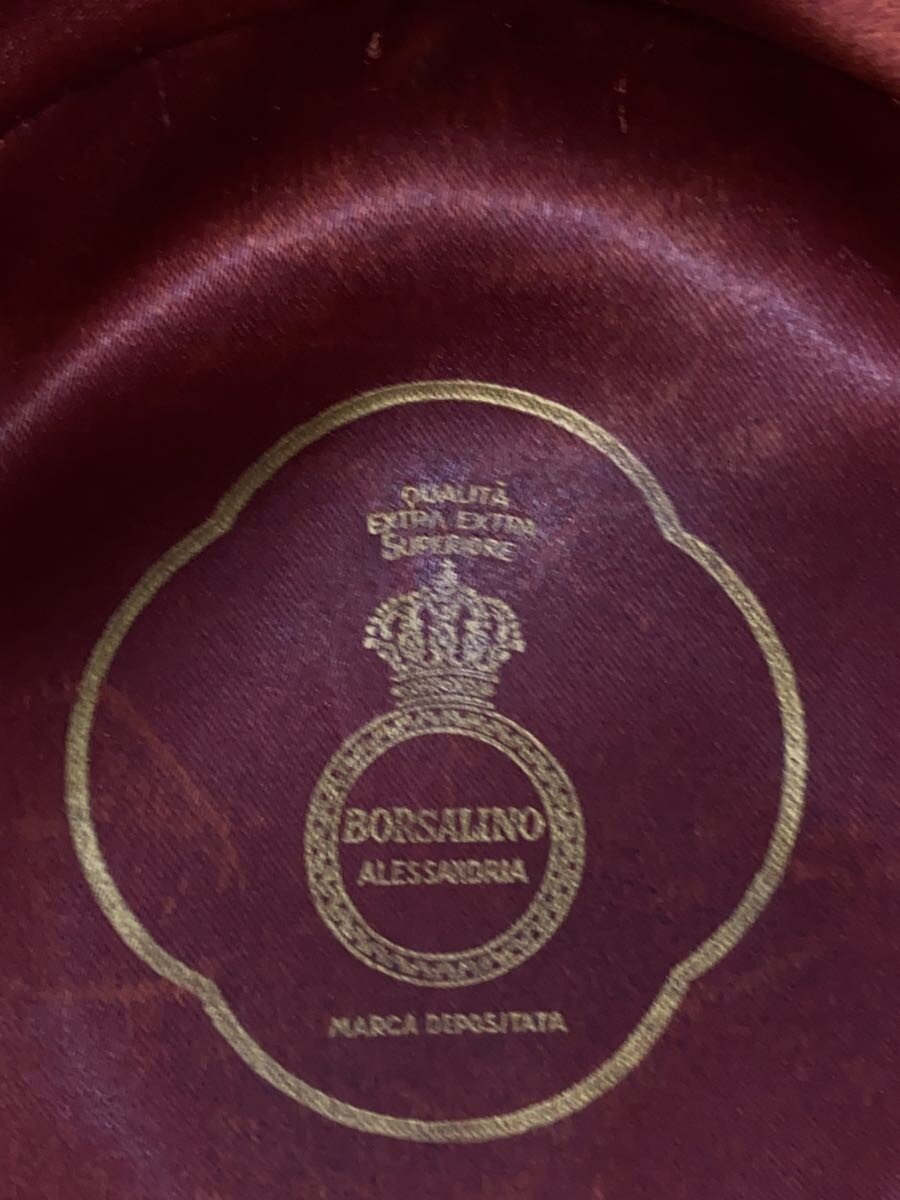 QUALITÀ
EXTRA EXTRA
SUPERIORE
BORSALINO
ALESSANDRIA
MARCA DEPOSITATA